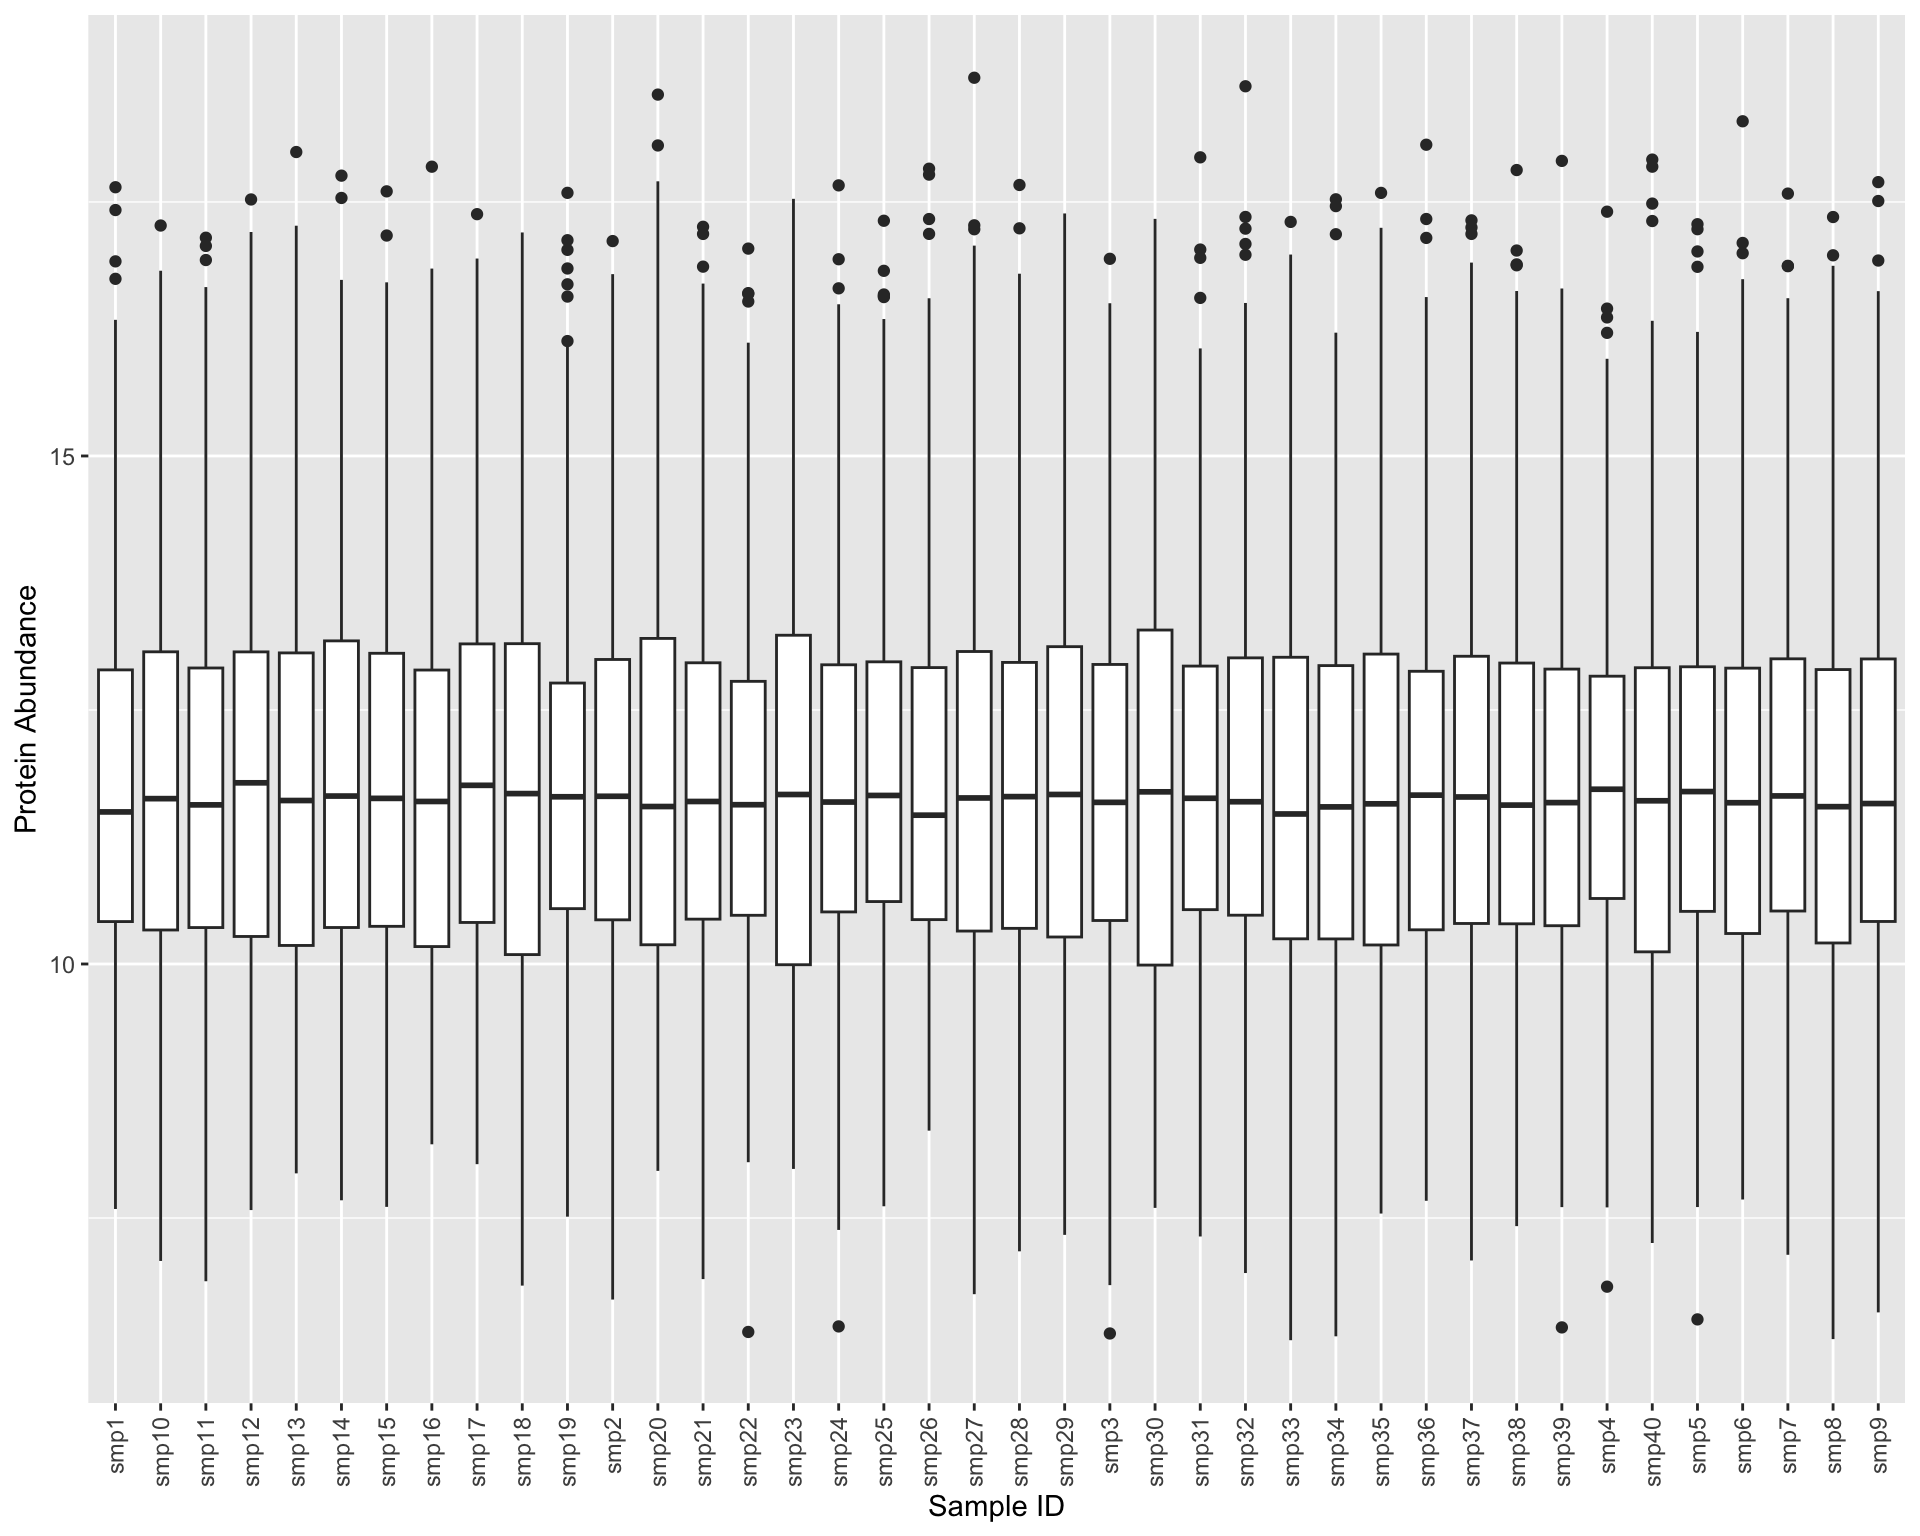 Protein Abundance
15
10
smp1
smp10
smp11
smp12
smp13
smp14
smp15
smp16
smp17
smp18
smp19
smp2
smp20
smp21
smp22
smp23
smp24
smp25
smp26
smp27
smp28
smp29
smp3
smp30
smp31
smp32
smp33
smp34
smp35
smp36
smp37
smp38
smp39
smp4
smp40
smp5
smp6
smp7
smp8
smp9
Sample ID